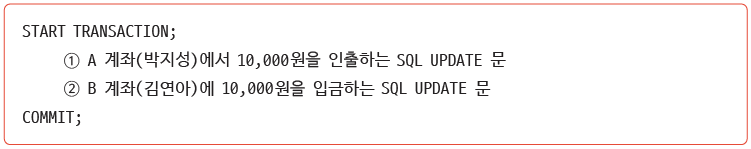 START TRANSACTION;
① A 계좌(박지성)에서 10,000원을 인출하는 SQL UPDATE 문
② B 계좌(김연아)에 10,000원을 입금하는 SQL UPDATE 문
COMMIT;